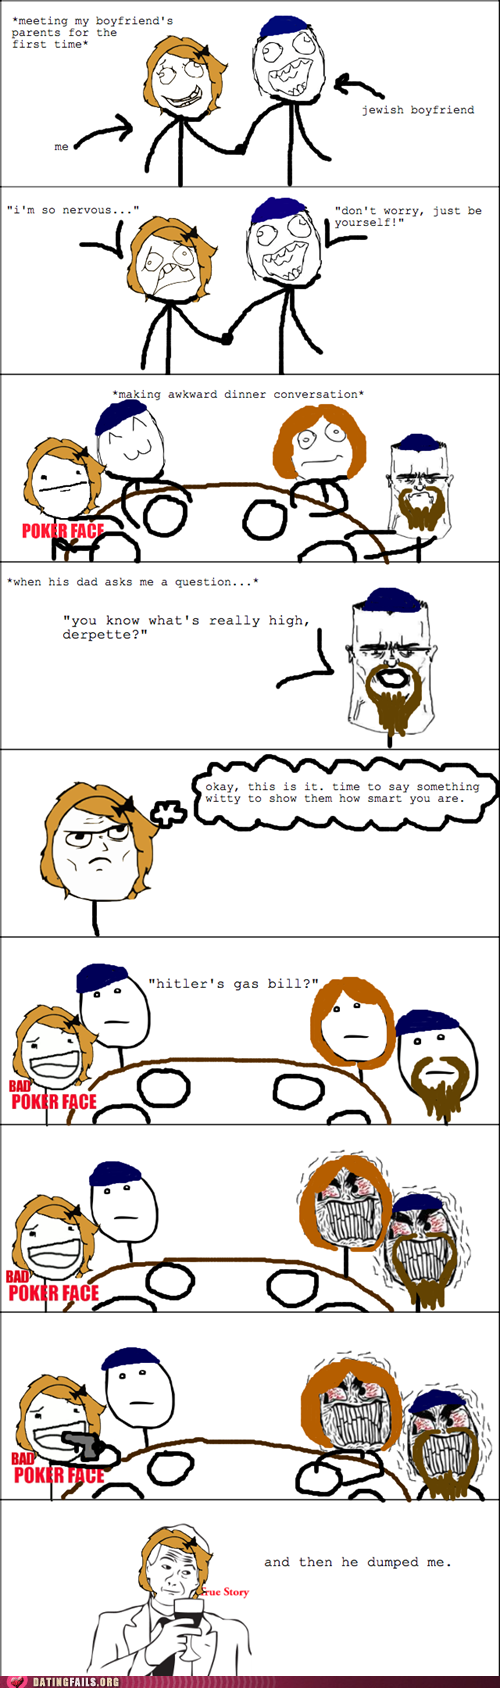 *meeting my boyfriend's
parents for the
first time*
jewish boyfriend
me
"i'm so nervous..."
"don't worry, just be
yourself!"
*making awkward dinner conversation*
POKER FACE
*when his dad asks me a question...*
"you know what's really high,
derpette?"
okay, this is it. time to say something
witty to show them how smart you are.
"hitler's gas bill?"
BAD
POKER FACE
BAD
POKER FACE
BAD
POKER FACE
and then he dumped me.
True Story
DATINGFAILS.ORG